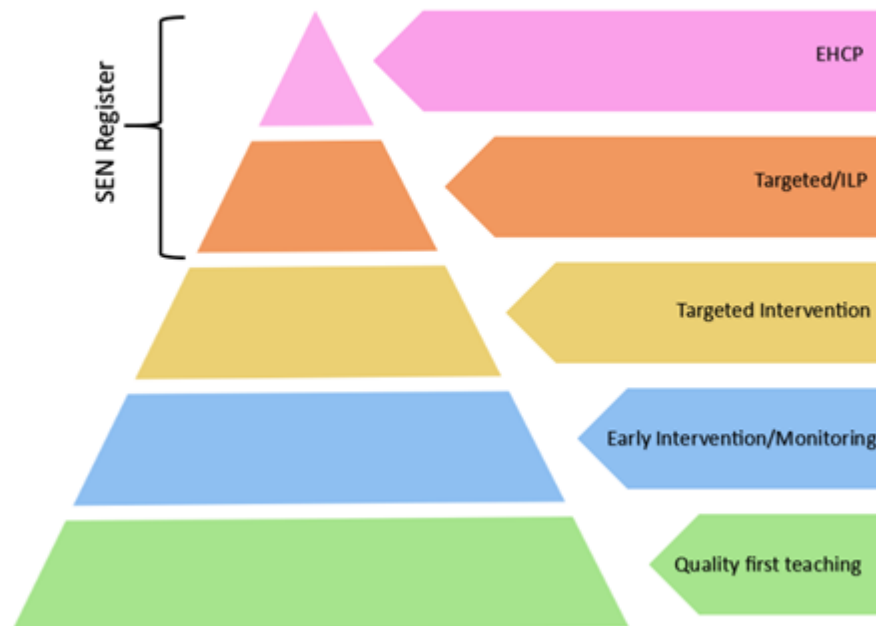 SEN Register
EHCP
Targeted/ILP
Targeted Intervention
Early Intervention/Monitoring
Quality first teaching